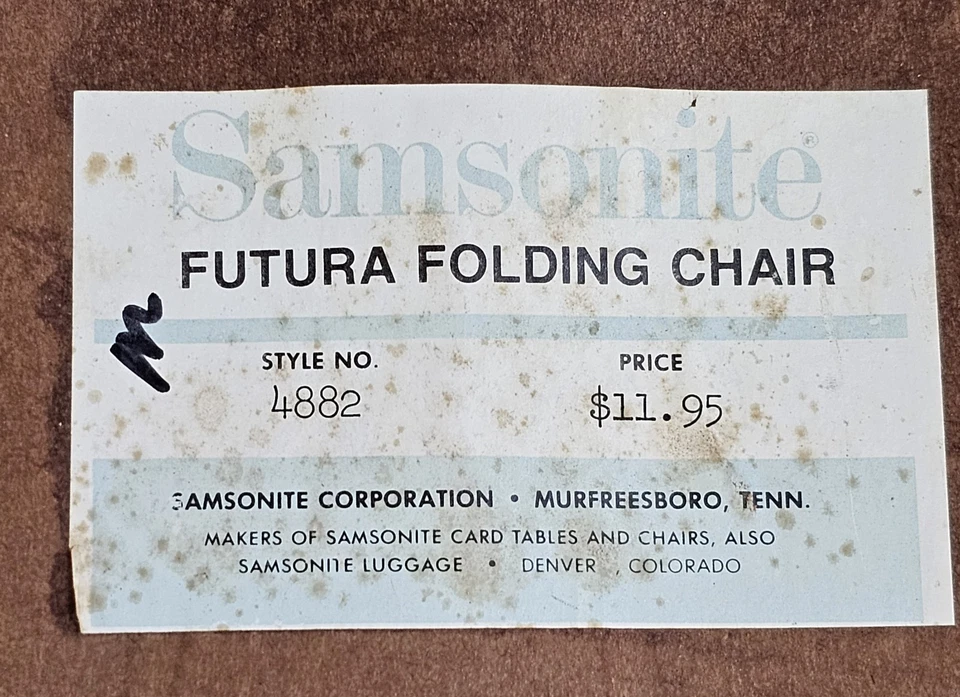 Samsonite®
FUTURA FOLDING CHAIR
STYLE NO. PRICE
4882 $11.95
SAMSONITE CORPORATION • MURFREESBORO, TENN.
MAKERS OF SAMSONITE CARD TABLES AND CHAIRS, ALSO
SAMSONITE LUGGAGE • DENVER , COLORADO